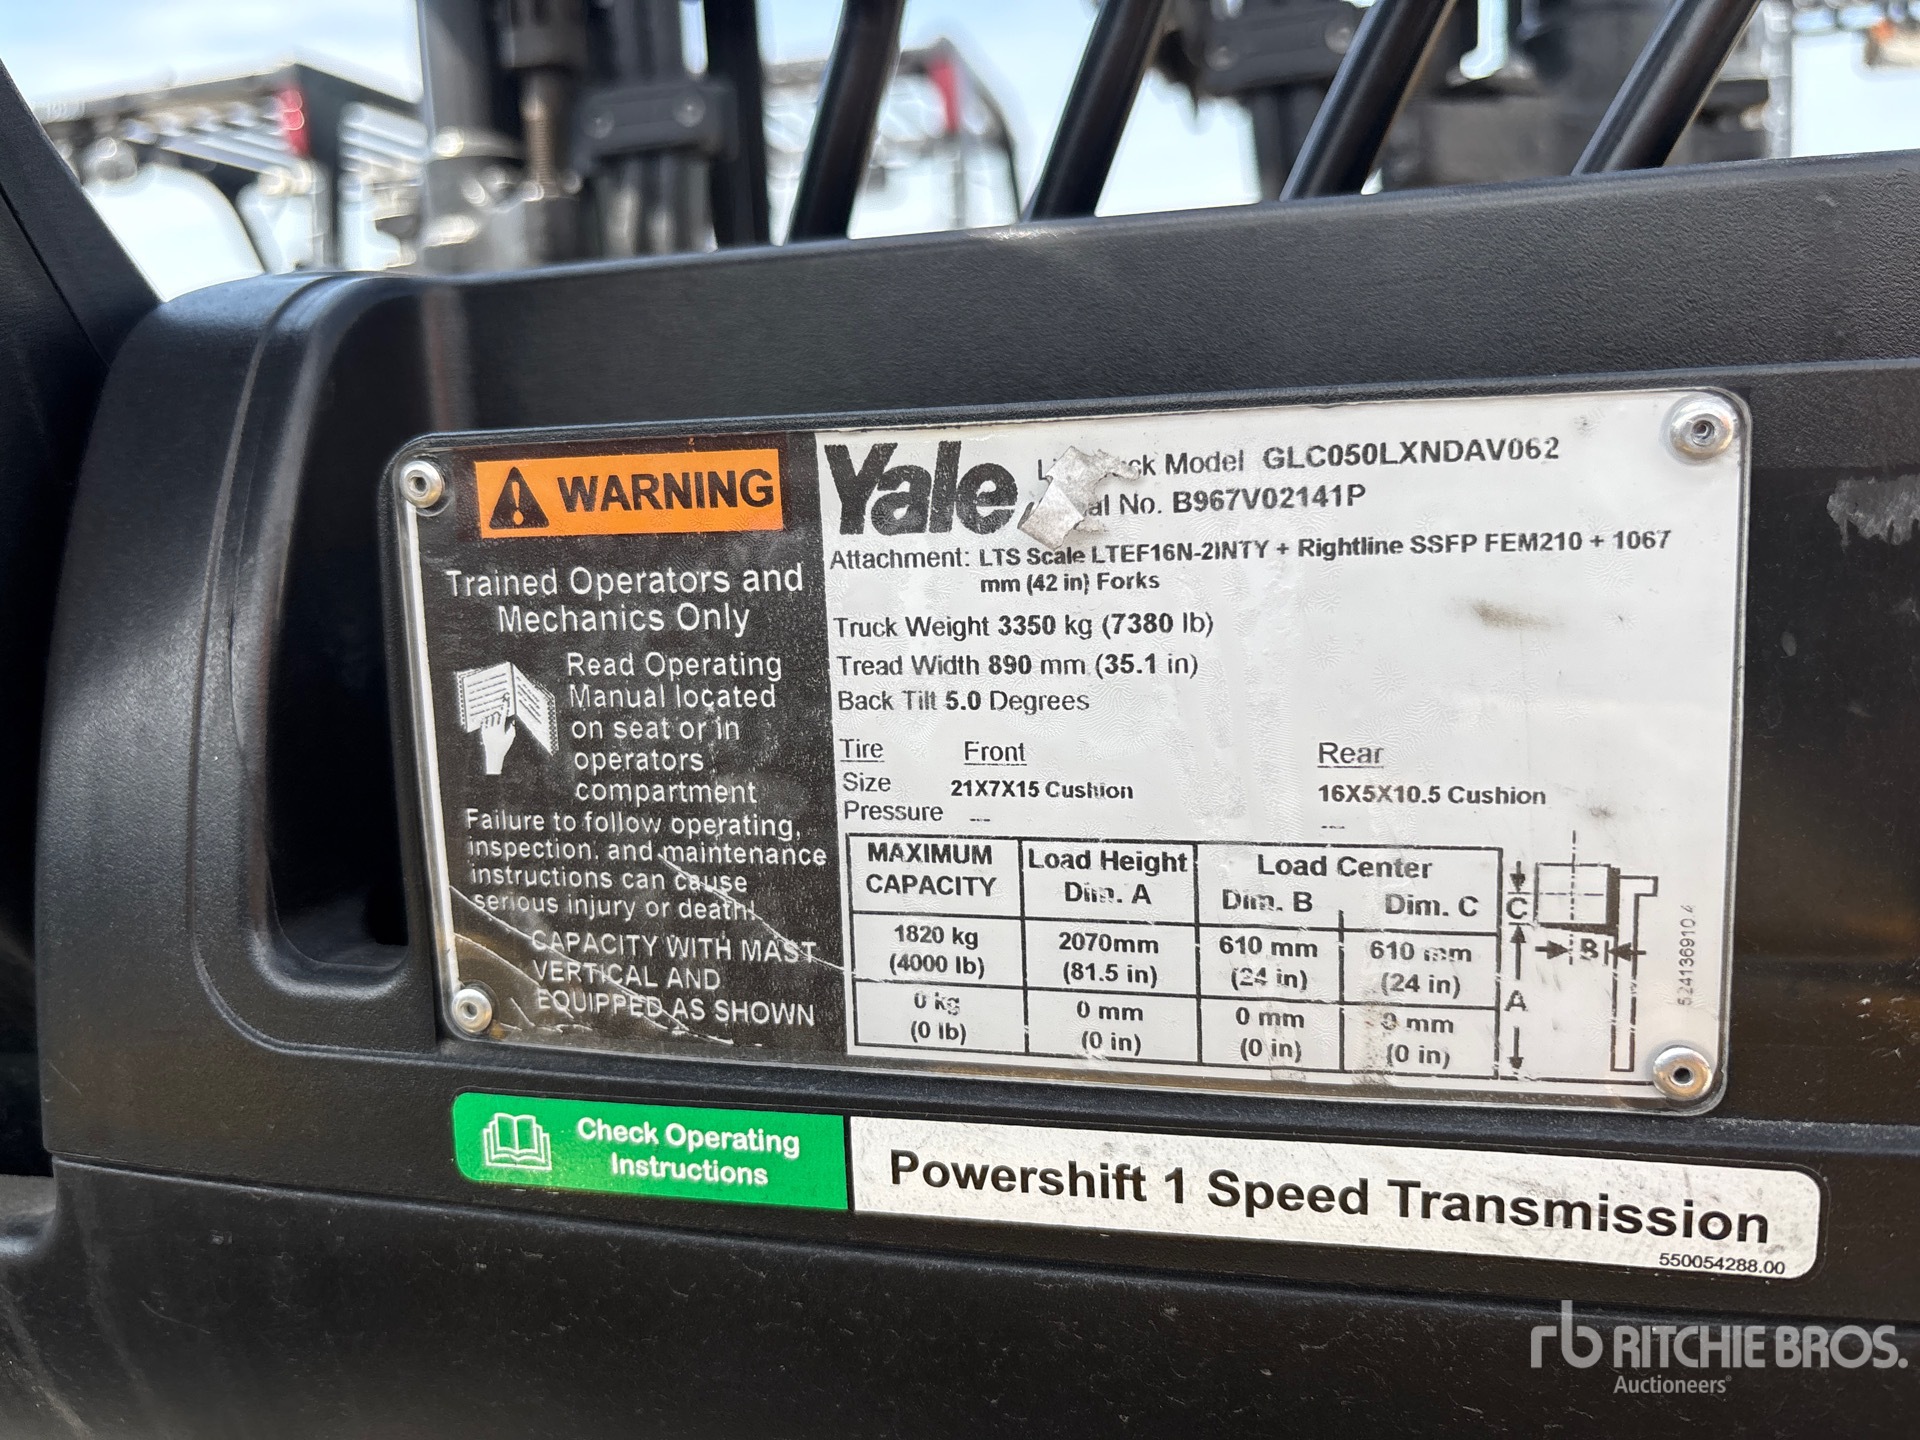 WARNING
Trained Operators and
Mechanics Only
Read Operating
Manual located
on seat or in
operators
compartment
Failure to follow operating,
inspection, and maintenance
instructions can cause
serious injury or death!
CAPACITY WITH MAST
VERTICAL AND
EQUIPPED AS SHOWN
Yale
Model GLC050LXNDAV062
No. B967V02141P
Attachment: LTS Scale LTEF16N-2INTY + Rightline SSFP FEM210 + 1067
mm (42 in) Forks
Truck Weight 3350 kg (7380 lb)
Tread Width 890 mm (35.1 in)
Back Tilt 5.0 Degrees
Tire Front Rear
Size 21X7X15 Cushion 16X5X10.5 Cushion
Pressure --- ---
MAXIMUM CAPACITY Load Height Dim. A Load Center Dim. B Dim. C
1820 kg 2070mm 610 mm 610 mm
(4000 lb) (81.5 in) (24 in) (24 in)
0 kg 0 mm 0 mm 0 mm
(0 lb) (0 in) (0 in) (0 in)
C
B
A
524136910.4
Check Operating
Instructions
Powershift 1 Speed Transmission
550054288.00
rb RITCHIE BROS.
Auctioneers